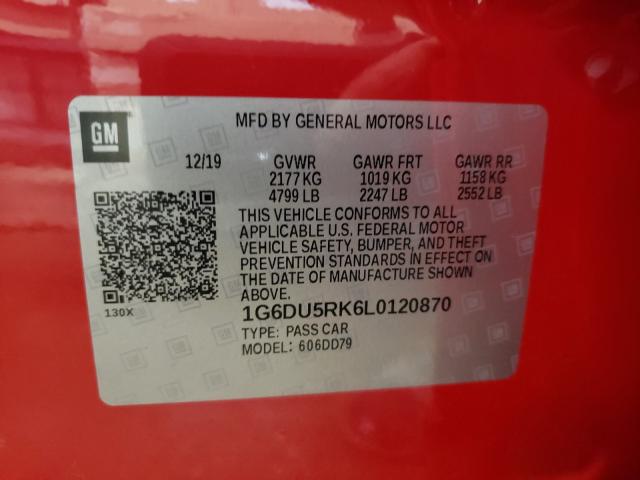 GM
MFD BY GENERAL MOTORS LLC
12/19 GVWR GAWR FRT GAWR RR
2177 KG 1019 KG 1158 KG
4799 LB 2247 LB 2552 LB
THIS VEHICLE CONFORMS TO ALL
APPLICABLE U.S. FEDERAL MOTOR
VEHICLE SAFETY, BUMPER, AND THEFT
PREVENTION STANDARDS IN EFFECT ON
THE DATE OF MANUFACTURE SHOWN
ABOVE.
130X
1G6DU5RK6L0120870
TYPE: PASS CAR
MODEL: 606DD79